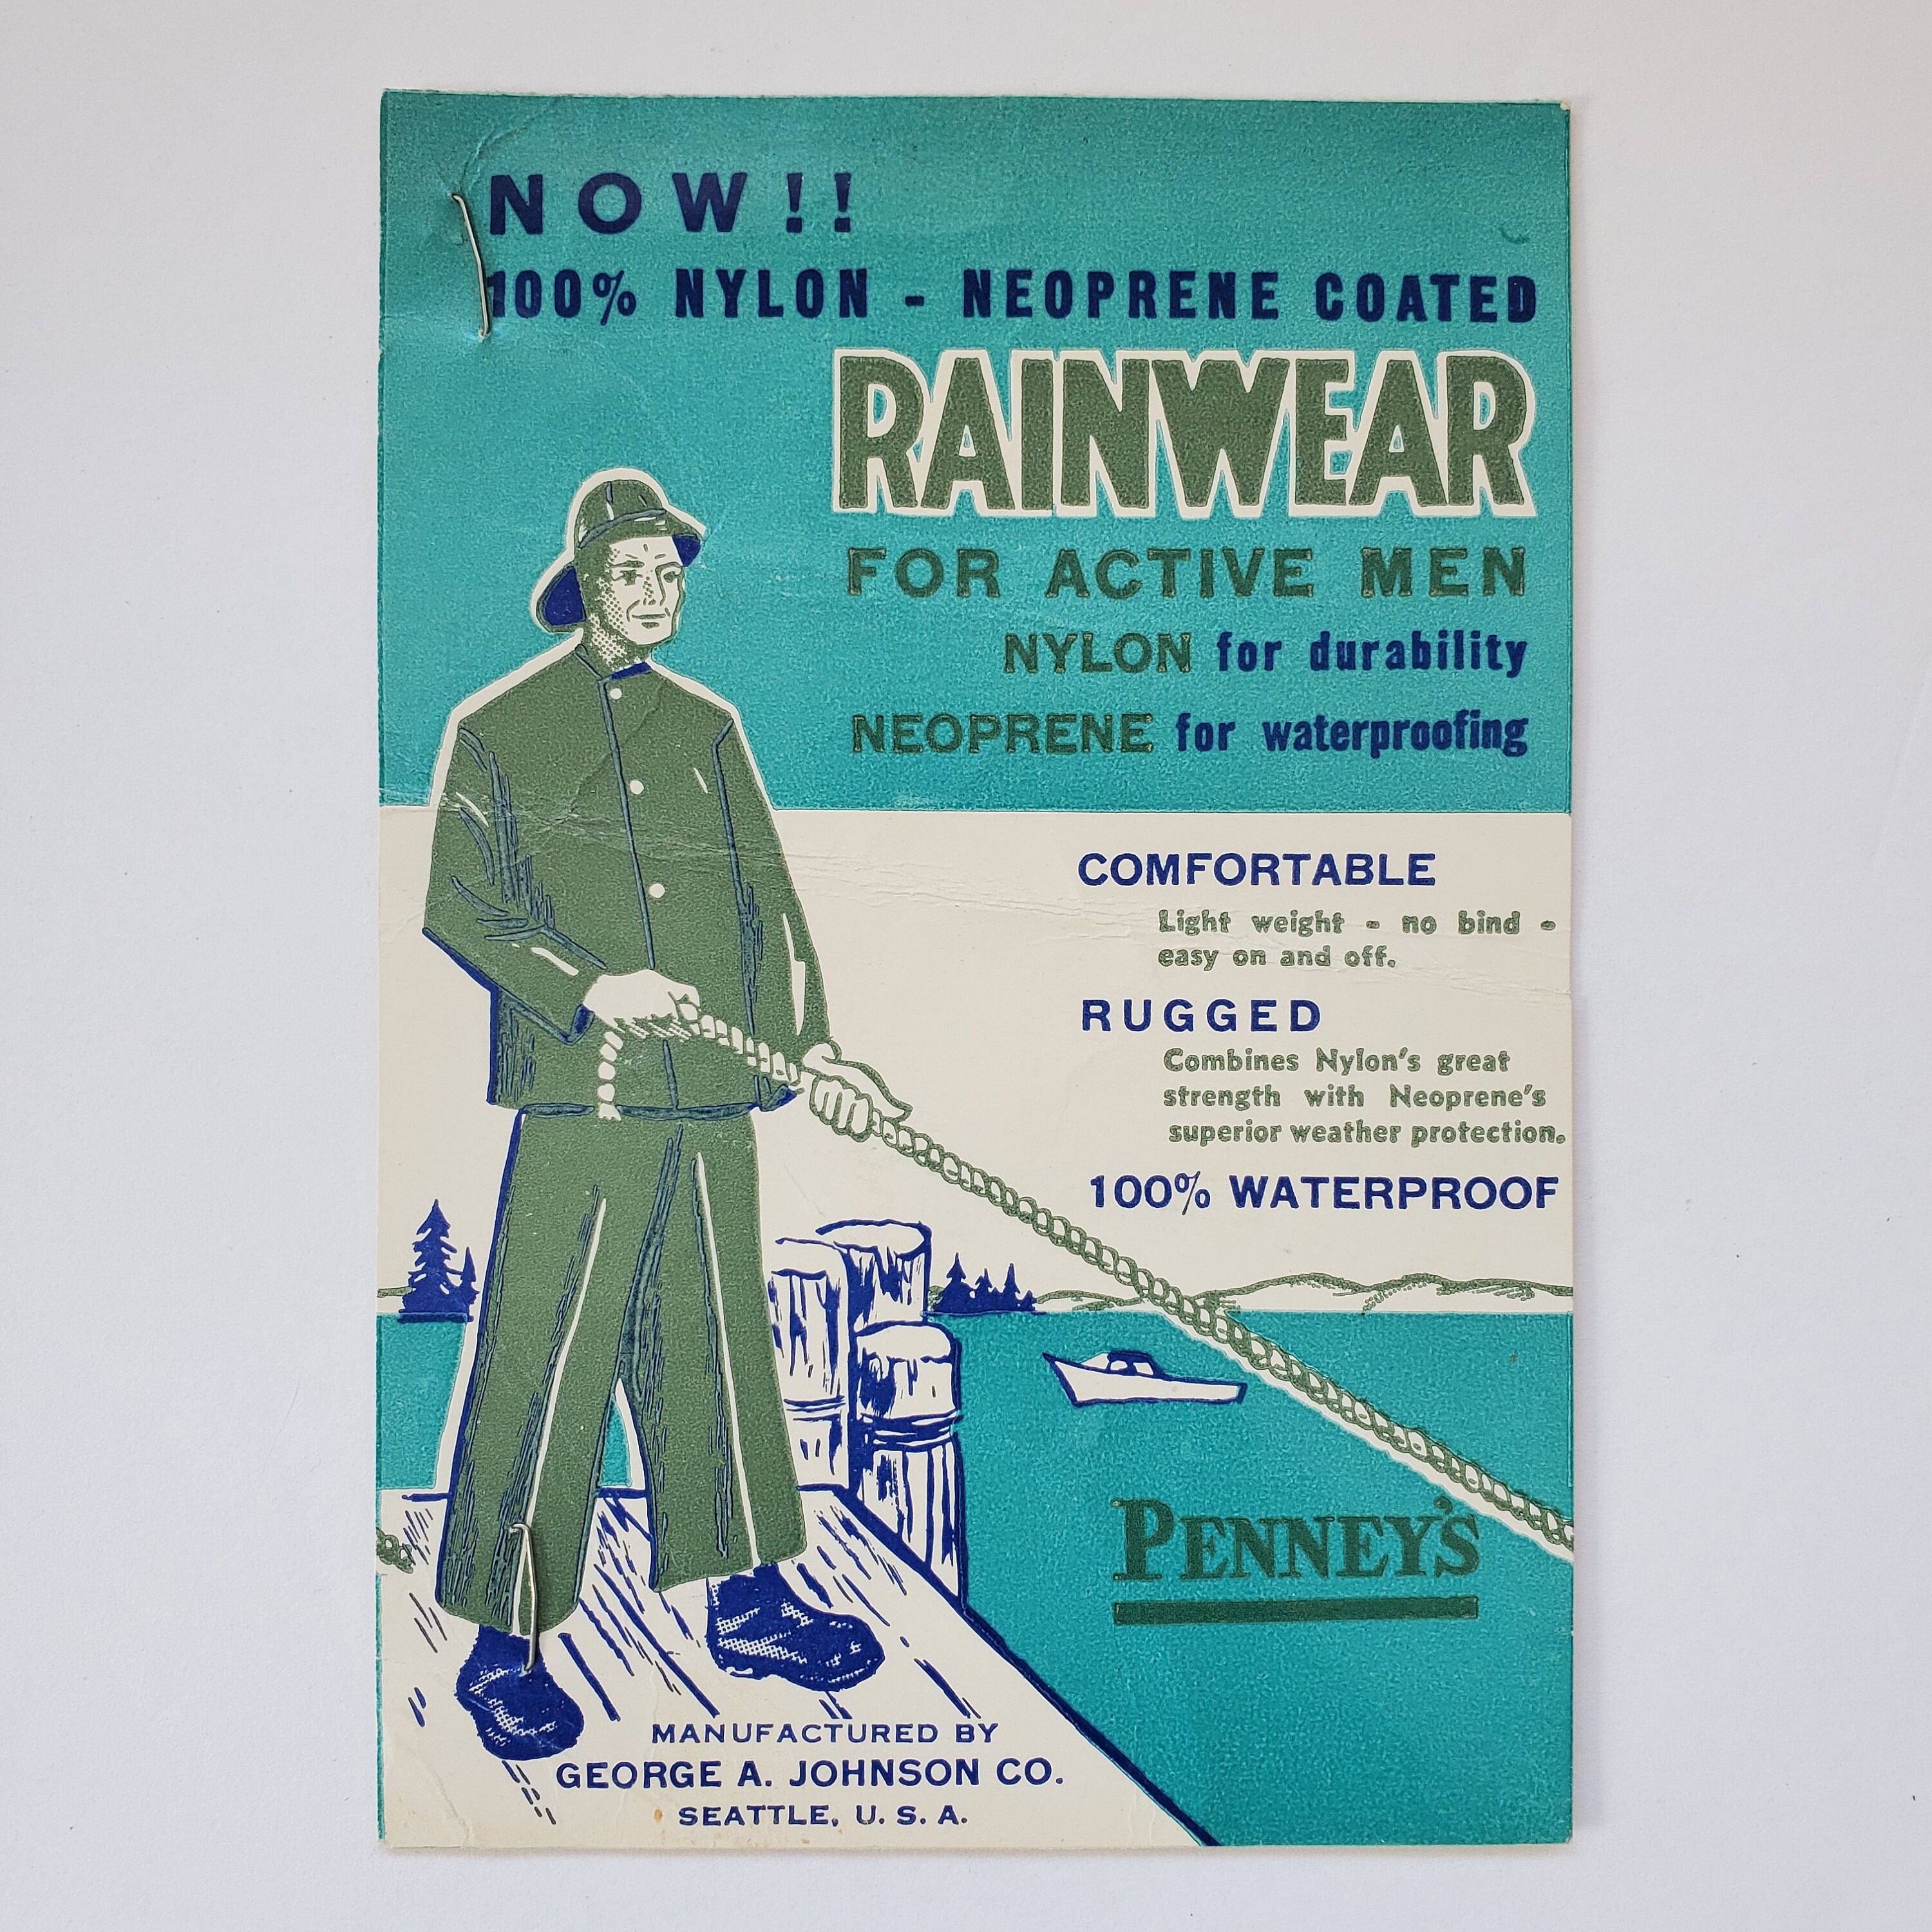 NOW!!
100% NYLON - NEOPRENE COATED
RAINWEAR
FOR ACTIVE MEN
NYLON for durability
NEOPRENE for waterproofing
COMFORTABLE
Light weight - no bind -
easy on and off.
RUGGED
Combines Nylon's great
strength with Neoprene's
superior weather protection.
100% WATERPROOF
PENNEY'S
MANUFACTURED BY
GEORGE A. JOHNSON CO.
SEATTLE, U. S. A.